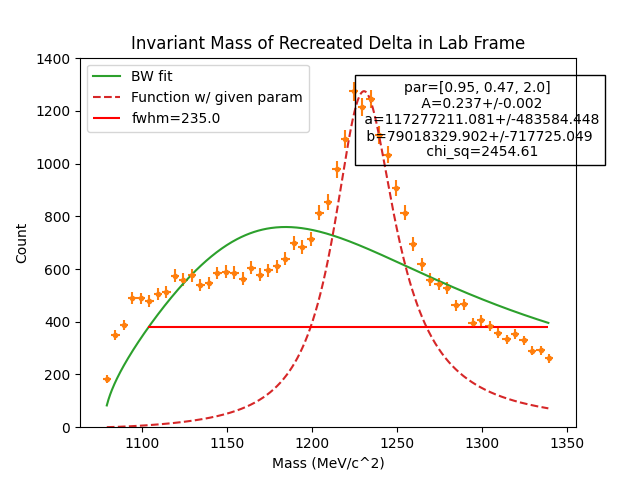 Invariant Mass of Recreated Delta in Lab Frame
BW fit
Function w/ given param
fwhm=235.0
par=[0.95, 0.47, 2.0]
A=0.237+/-0.002
a=117277211.081+/-483584.448
b=79018329.902+/-717725.049
chi_sq=2454.61
Count
1400
1200
1000
800
600
400
200
0
1100
1150
1200
1250
1300
1350
Mass (MeV/c^2)